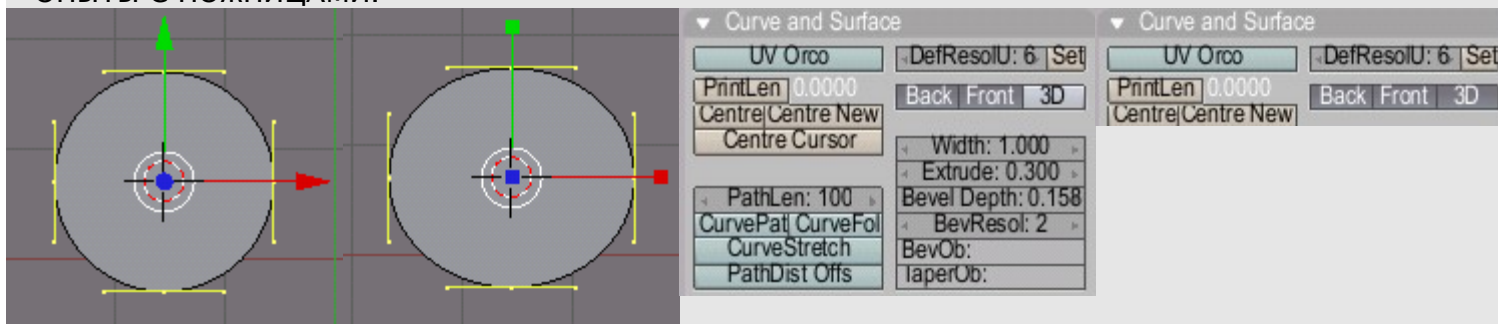 ОПЫТЫ С НОЖНИЦАМИ.
Curve and Surface
UV Orco
DefResolU: 6 Set
PrintLen 0.0000
Back Front 3D
Centre Centre New
Centre Cursor
Width: 1.000
Extrude: 0.300
PathLen: 100
Bevel Depth: 0.158
CurvePat CurveFol
BevResol: 2
CurveStretch
BevOb:
PathDist Offs
TaperOb:
Curve and Surface
UV Orco
DefResolU: 6 Set
PrintLen 0.0000
Back Front 3D
Centre Centre New